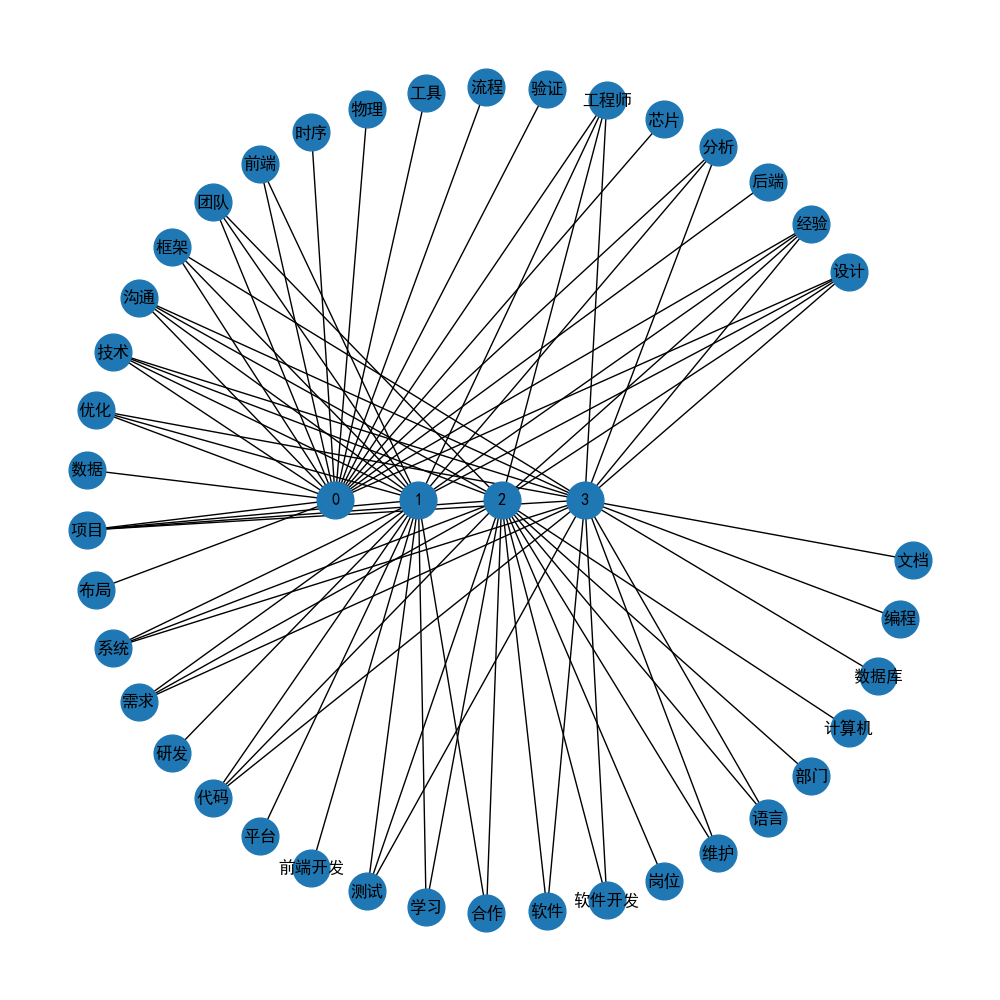 流程
验证
工具
工程师
物理
芯片
时序
分析
前端
后端
团队
经验
框架
设计
沟通
技术
优化
数据
0
1
2
3
项目
文档
布局
编程
系统
数据库
需求
计算机
研发
部门
代码
语言
平台
维护
前端开发
岗位
测试
软件开发
学习
软件
合作